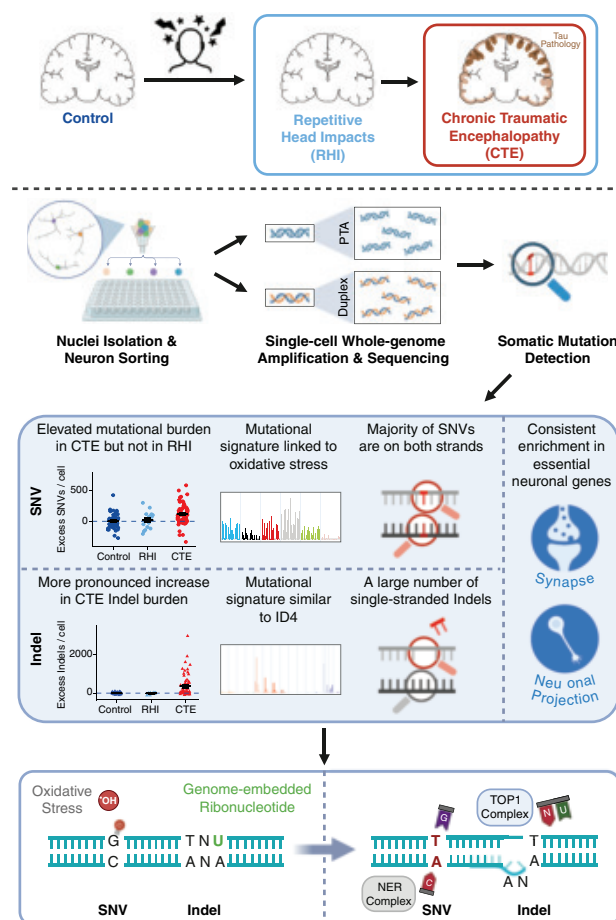 Tau
Pathology
Control
Repetitive
Head Impacts
(RHI)
Chronic Traumatic
Encephalopathy
(CTE)
PTA
Duplex
Nuclei Isolation &
Neuron Sorting
Single-cell Whole-genome
Amplification & Sequencing
Somatic Mutation
Detection
Elevated mutational burden
in CTE but not in RHI
Mutational
signature linked to
oxidative stress
Majority of SNVs
are on both strands
Consistent
enrichment in
essential
neuronal genes
SNV
Excess SNVs / cell
500
0
Control
RHI
CTE
Synapse
More pronounced increase
in CTE Indel burden
Mutational
signature similar
to ID4
A large number of
single-stranded Indels
Indel
Excess Indels / cell
2000
0
Control
RHI
CTE
Neu onal
Projection
Oxidative
Stress
•OH
Genome-embedded
Ribonucleotide
G
C
T N U
A N A
SNV
Indel
TOP1
Complex
G
N U
T
A
T
A
A N
C
NER
Complex
SNV
Indel